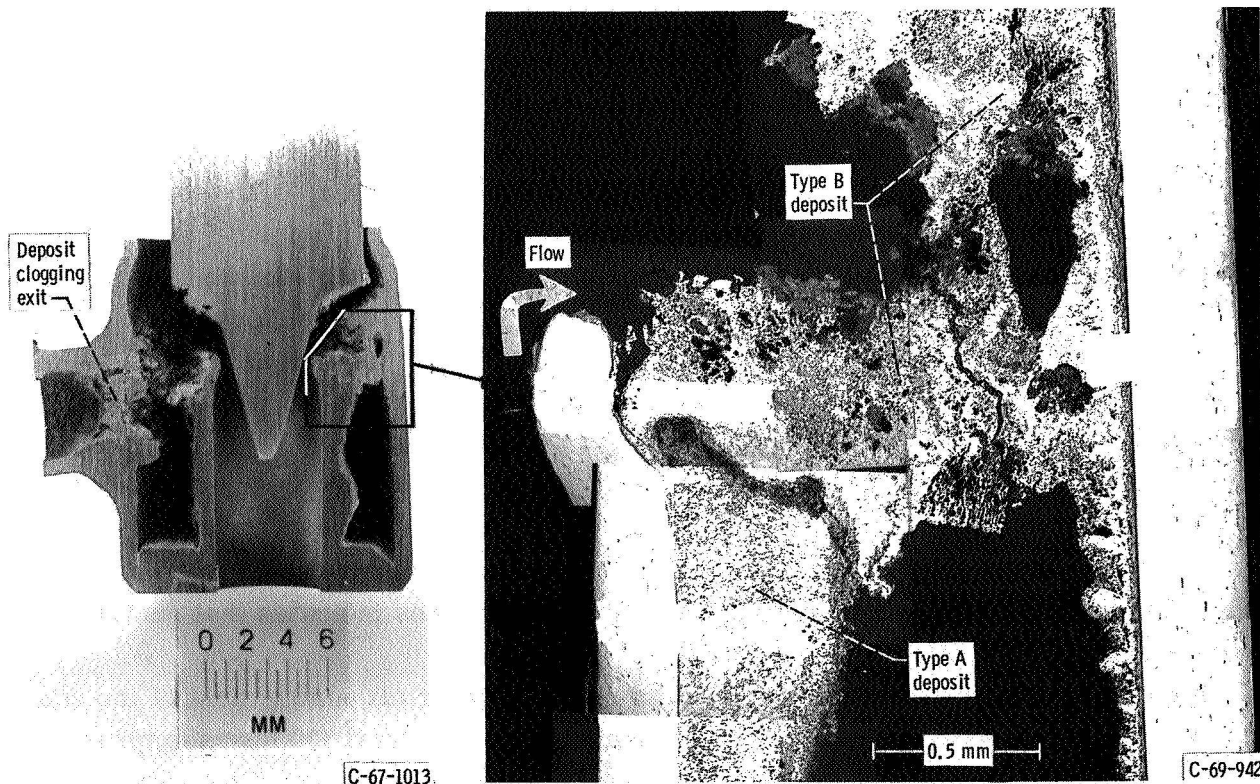 Deposit
clogging
exit
0 2 4 6
MM
C-67-1013
Flow
Type B
deposit
Type A
deposit
0.5 mm
C-69-942